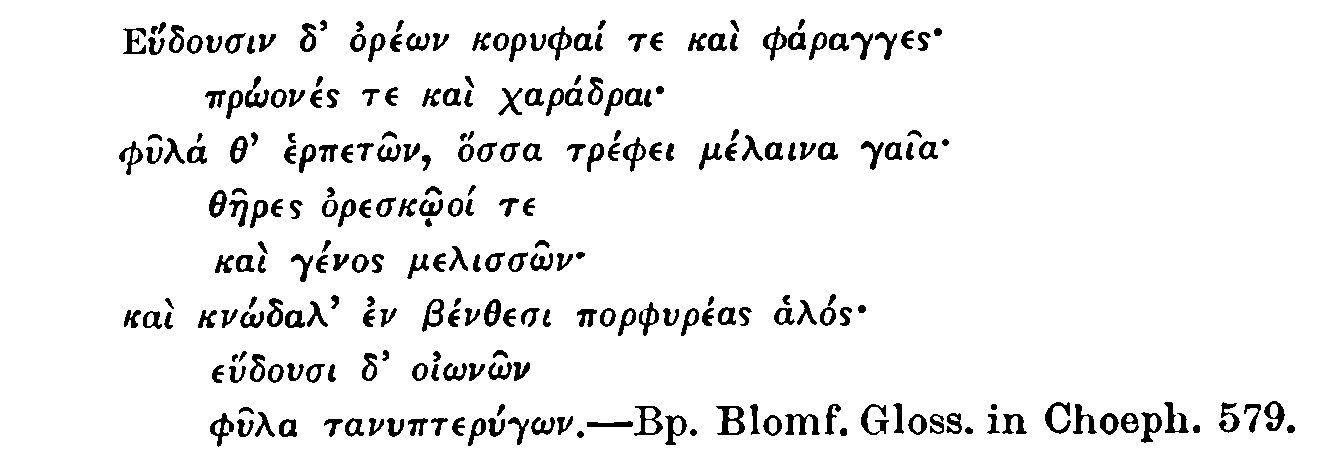 Εὕδουσιν δ’ ὀρέων κορυφαί τε καὶ φάραγγες·
πρώονές τε καὶ χαράδραι·
φῦλά θ’ ἑρπετῶν, ὅσσα τρέφει μέλαινα γαῖα·
θῆρες ὀρεσκῷοί τε
καὶ γένος μελισσῶν·
καὶ κνώδαλ’ ἐν βένθεσι πορφυρέας ἁλός·
εὕδουσι δ’ οἰωνῶν
φῦλα τανυπτερύγων.—Bp. Blomf. Gloss. in Choeph. 579.